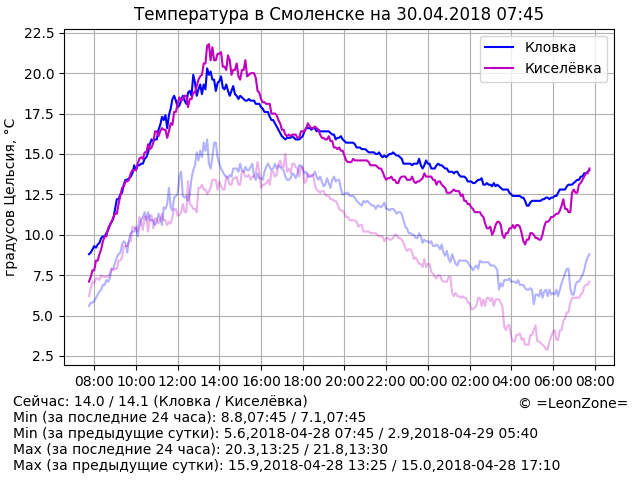 Температура в Смоленске на 30.04.2018 07:45
22.5
20.0
17.5
15.0
12.5
10.0
7.5
5.0
2.5
градусов Цельсия, °C
Кловка
Киселёвка
08:00 10:00 12:00 14:00 16:00 18:00 20:00 22:00 00:00 02:00 04:00 06:00 08:00
Сейчас: 14.0 / 14.1 (Кловка / Киселёвка)
© =LeonZone=
Min (за последние 24 часа): 8.8,07:45 / 7.1,07:45
Min (за предыдущие сутки): 5.6,2018-04-28 07:45 / 2.9,2018-04-29 05:40
Max (за последние 24 часа): 20.3,13:25 / 21.8,13:30
Max (за предыдущие сутки): 15.9,2018-04-28 13:25 / 15.0,2018-04-28 17:10